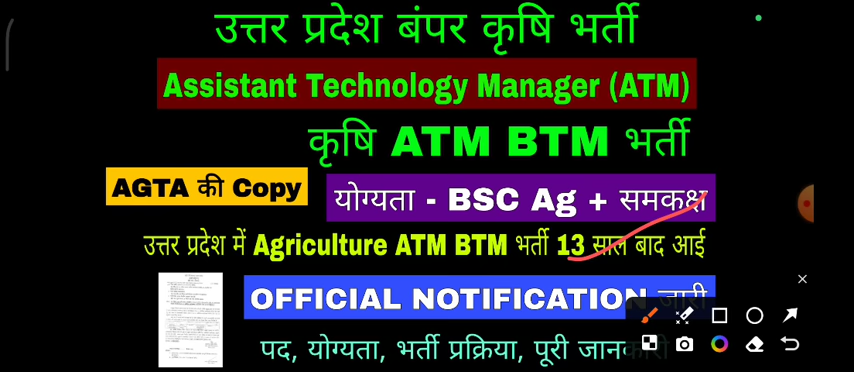 उत्तर प्रदेश बंपर कृषि भर्ती
Assistant Technology Manager (ATM)
कृषि ATM BTM भर्ती
AGTA की Copy
योग्यता - BSC Ag + समकक्ष
उत्तर प्रदेश में Agriculture ATM BTM भर्ती 13 साल बाद आई
OFFICIAL NOTIFICATION जारी
पद, योग्यता, भर्ती प्रक्रिया, पूरी जानकारी